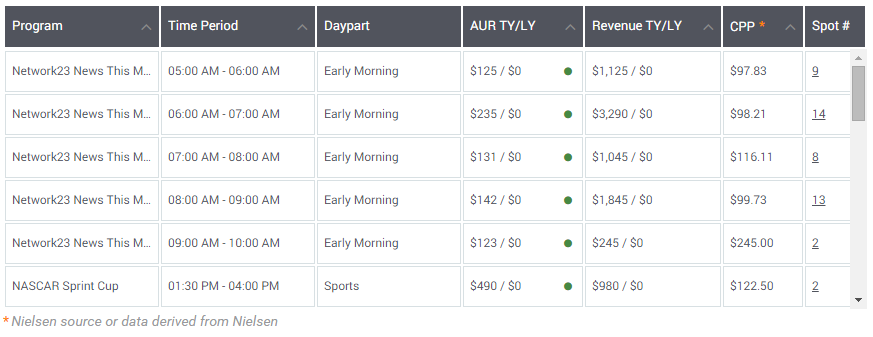 Program Time Period Daypart AUR TY/LY Revenue TY/LY CPP * Spot #
Network23 News This M... 05:00 AM - 06:00 AM Early Morning $125 / $0 $1,125 / $0 $97.83 9
Network23 News This M... 06:00 AM - 07:00 AM Early Morning $235 / $0 $3,290 / $0 $98.21 14
Network23 News This M... 07:00 AM - 08:00 AM Early Morning $131 / $0 $1,045 / $0 $116.11 8
Network23 News This M... 08:00 AM - 09:00 AM Early Morning $142 / $0 $1,845 / $0 $99.73 13
Network23 News This M... 09:00 AM - 10:00 AM Early Morning $123 / $0 $245 / $0 $245.00 2
NASCAR Sprint Cup 01:30 PM - 04:00 PM Sports $490 / $0 $980 / $0 $122.50 2
* Nielsen source or data derived from Nielsen